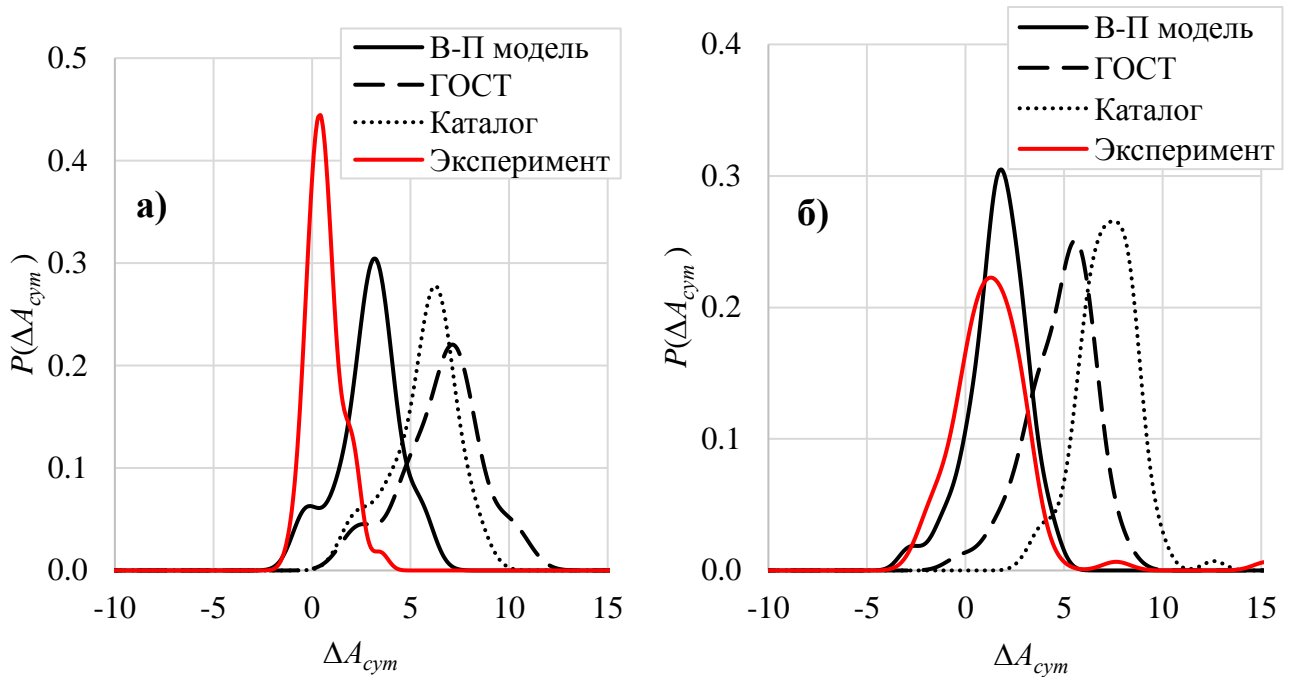 В-П модель
ГОСТ
Каталог
Эксперимент
а)
0.5
0.4
0.3
0.2
0.1
0.0
P(ΔAсут)
-10 -5 0 5 10 15
ΔAсут
В-П модель
ГОСТ
Каталог
Эксперимент
б)
0.4
0.3
0.2
0.1
0.0
P(ΔAсут)
-10 -5 0 5 10 15
ΔAсут